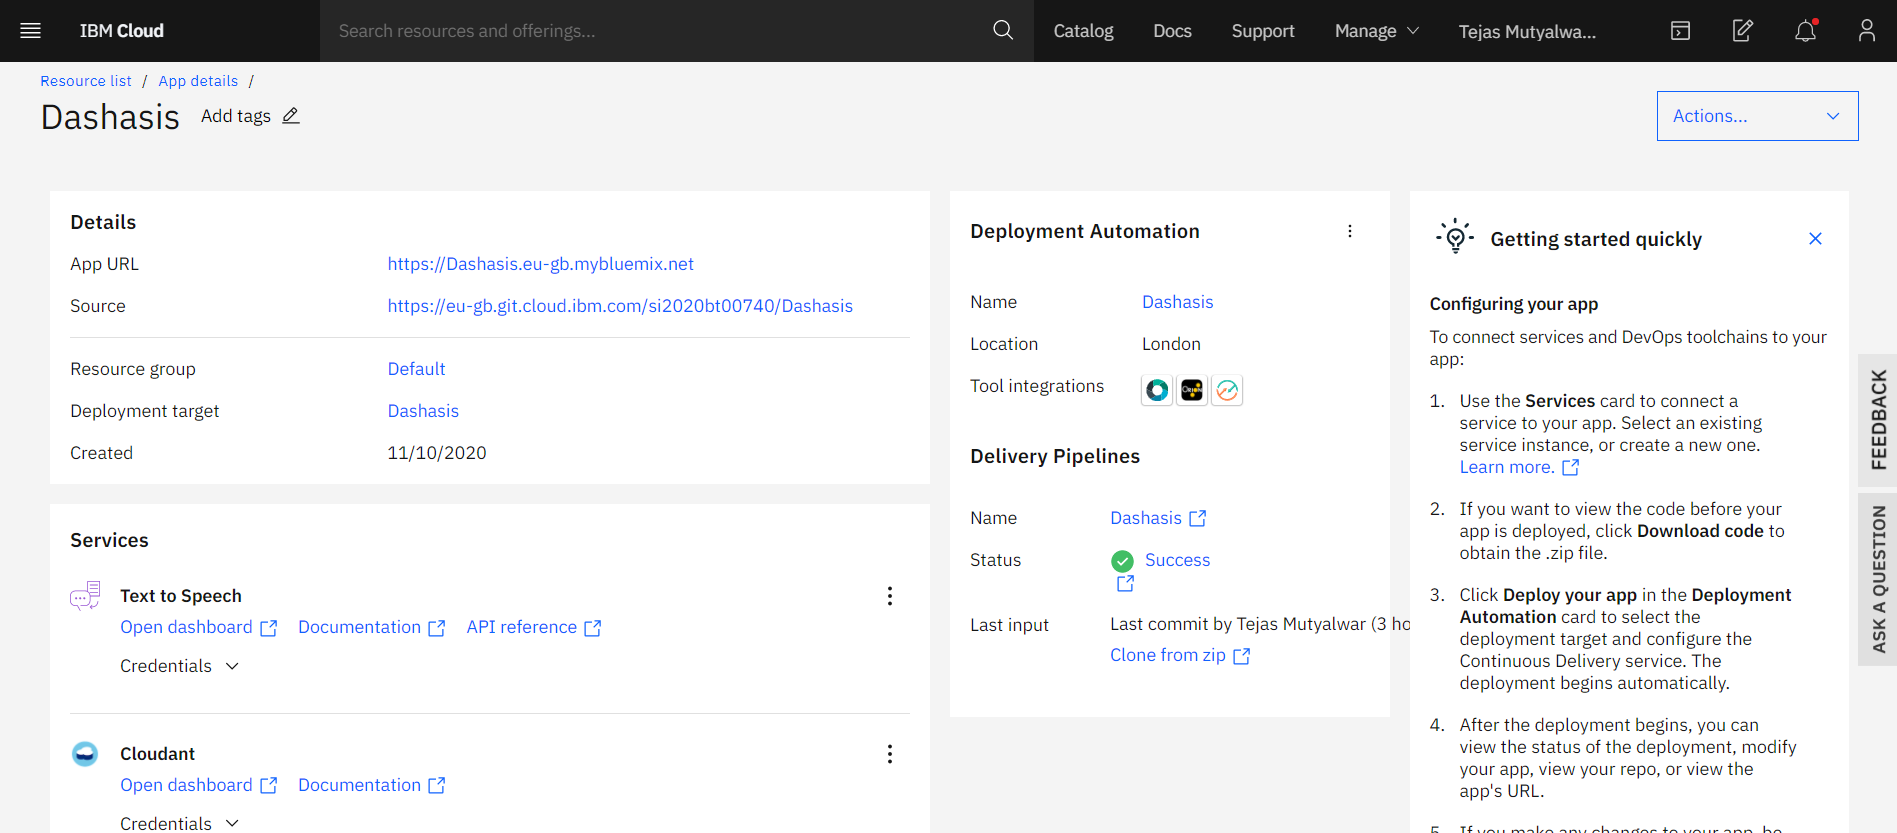 IBM Cloud
Search resources and offerings...
Catalog
Docs
Support
Manage
Tejas Mutyalwa...
Resource list / App details /
Dashasis
Add tags
Actions...
Details
App URL
https://Dashasis.eu-gb.mybluemix.net
Source
https://eu-gb.git.cloud.ibm.com/si2020bt00740/Dashasis
Resource group
Default
Deployment target
Dashasis
Created
11/10/2020
Services
Text to Speech
Open dashboard
Documentation
API reference
Credentials
Cloudant
Open dashboard
Documentation
Credentials
Deployment Automation
Name
Dashasis
Location
London
Tool integrations
Orion
Delivery Pipelines
Name
Dashasis
Status
Success
Last input
Last commit by Tejas Mutyalwar (3 ho
Clone from zip
Getting started quickly
Configuring your app
To connect services and DevOps toolchains to your
app:
1. Use the Services card to connect a
service to your app. Select an existing
service instance, or create a new one.
Learn more.
2. If you want to view the code before your
app is deployed, click Download code to
obtain the .zip file.
3. Click Deploy your app in the Deployment
Automation card to select the
deployment target and configure the
Continuous Delivery service. The
deployment begins automatically.
4. After the deployment begins, you can
view the status of the deployment, modify
your app, view your repo, or view the
app's URL.
5. If you make any changes to your app, be
FEEDBACK
ASK A QUESTION